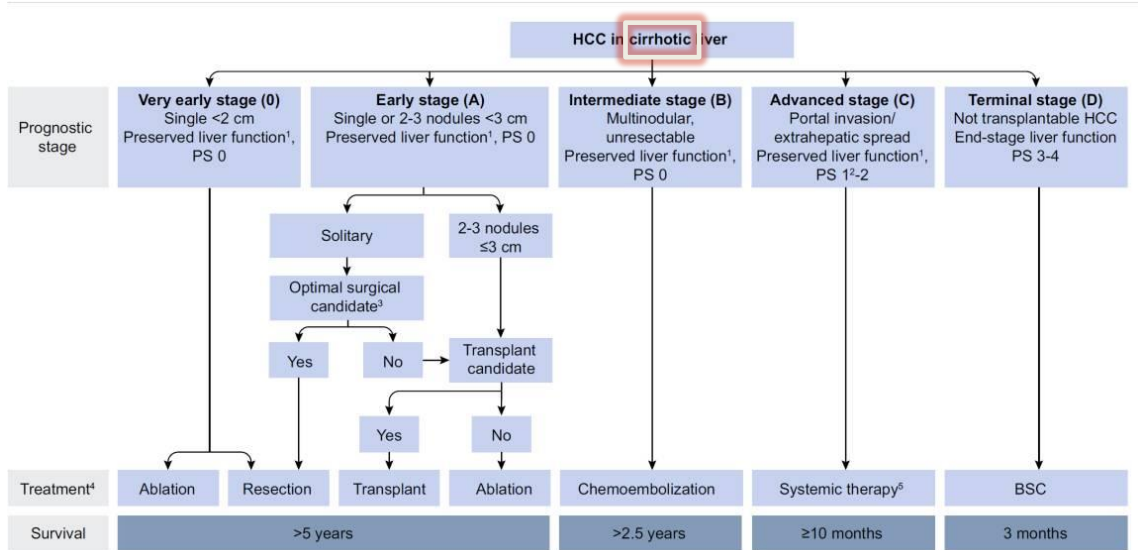 HCC in cirrhotic liver
Prognostic
stage
Very early stage (0)
Single <2 cm
Preserved liver function¹,
PS 0
Early stage (A)
Single or 2-3 nodules <3 cm
Preserved liver function¹, PS 0
Intermediate stage (B)
Multinodular,
unresectable
Preserved liver function¹,
PS 0
Advanced stage (C)
Portal invasion/
extrahepatic spread
Preserved liver function¹,
PS 1²-2
Terminal stage (D)
Not transplantable HCC
End-stage liver function
PS 3-4
Solitary
2-3 nodules
≤3 cm
Optimal surgical
candidate³
Yes
No
Transplant
candidate
Yes
No
Treatment⁴
Ablation
Resection
Transplant
Ablation
Chemoembolization
Systemic therapy⁵
BSC
Survival
>5 years
>2.5 years
≥10 months
3 months